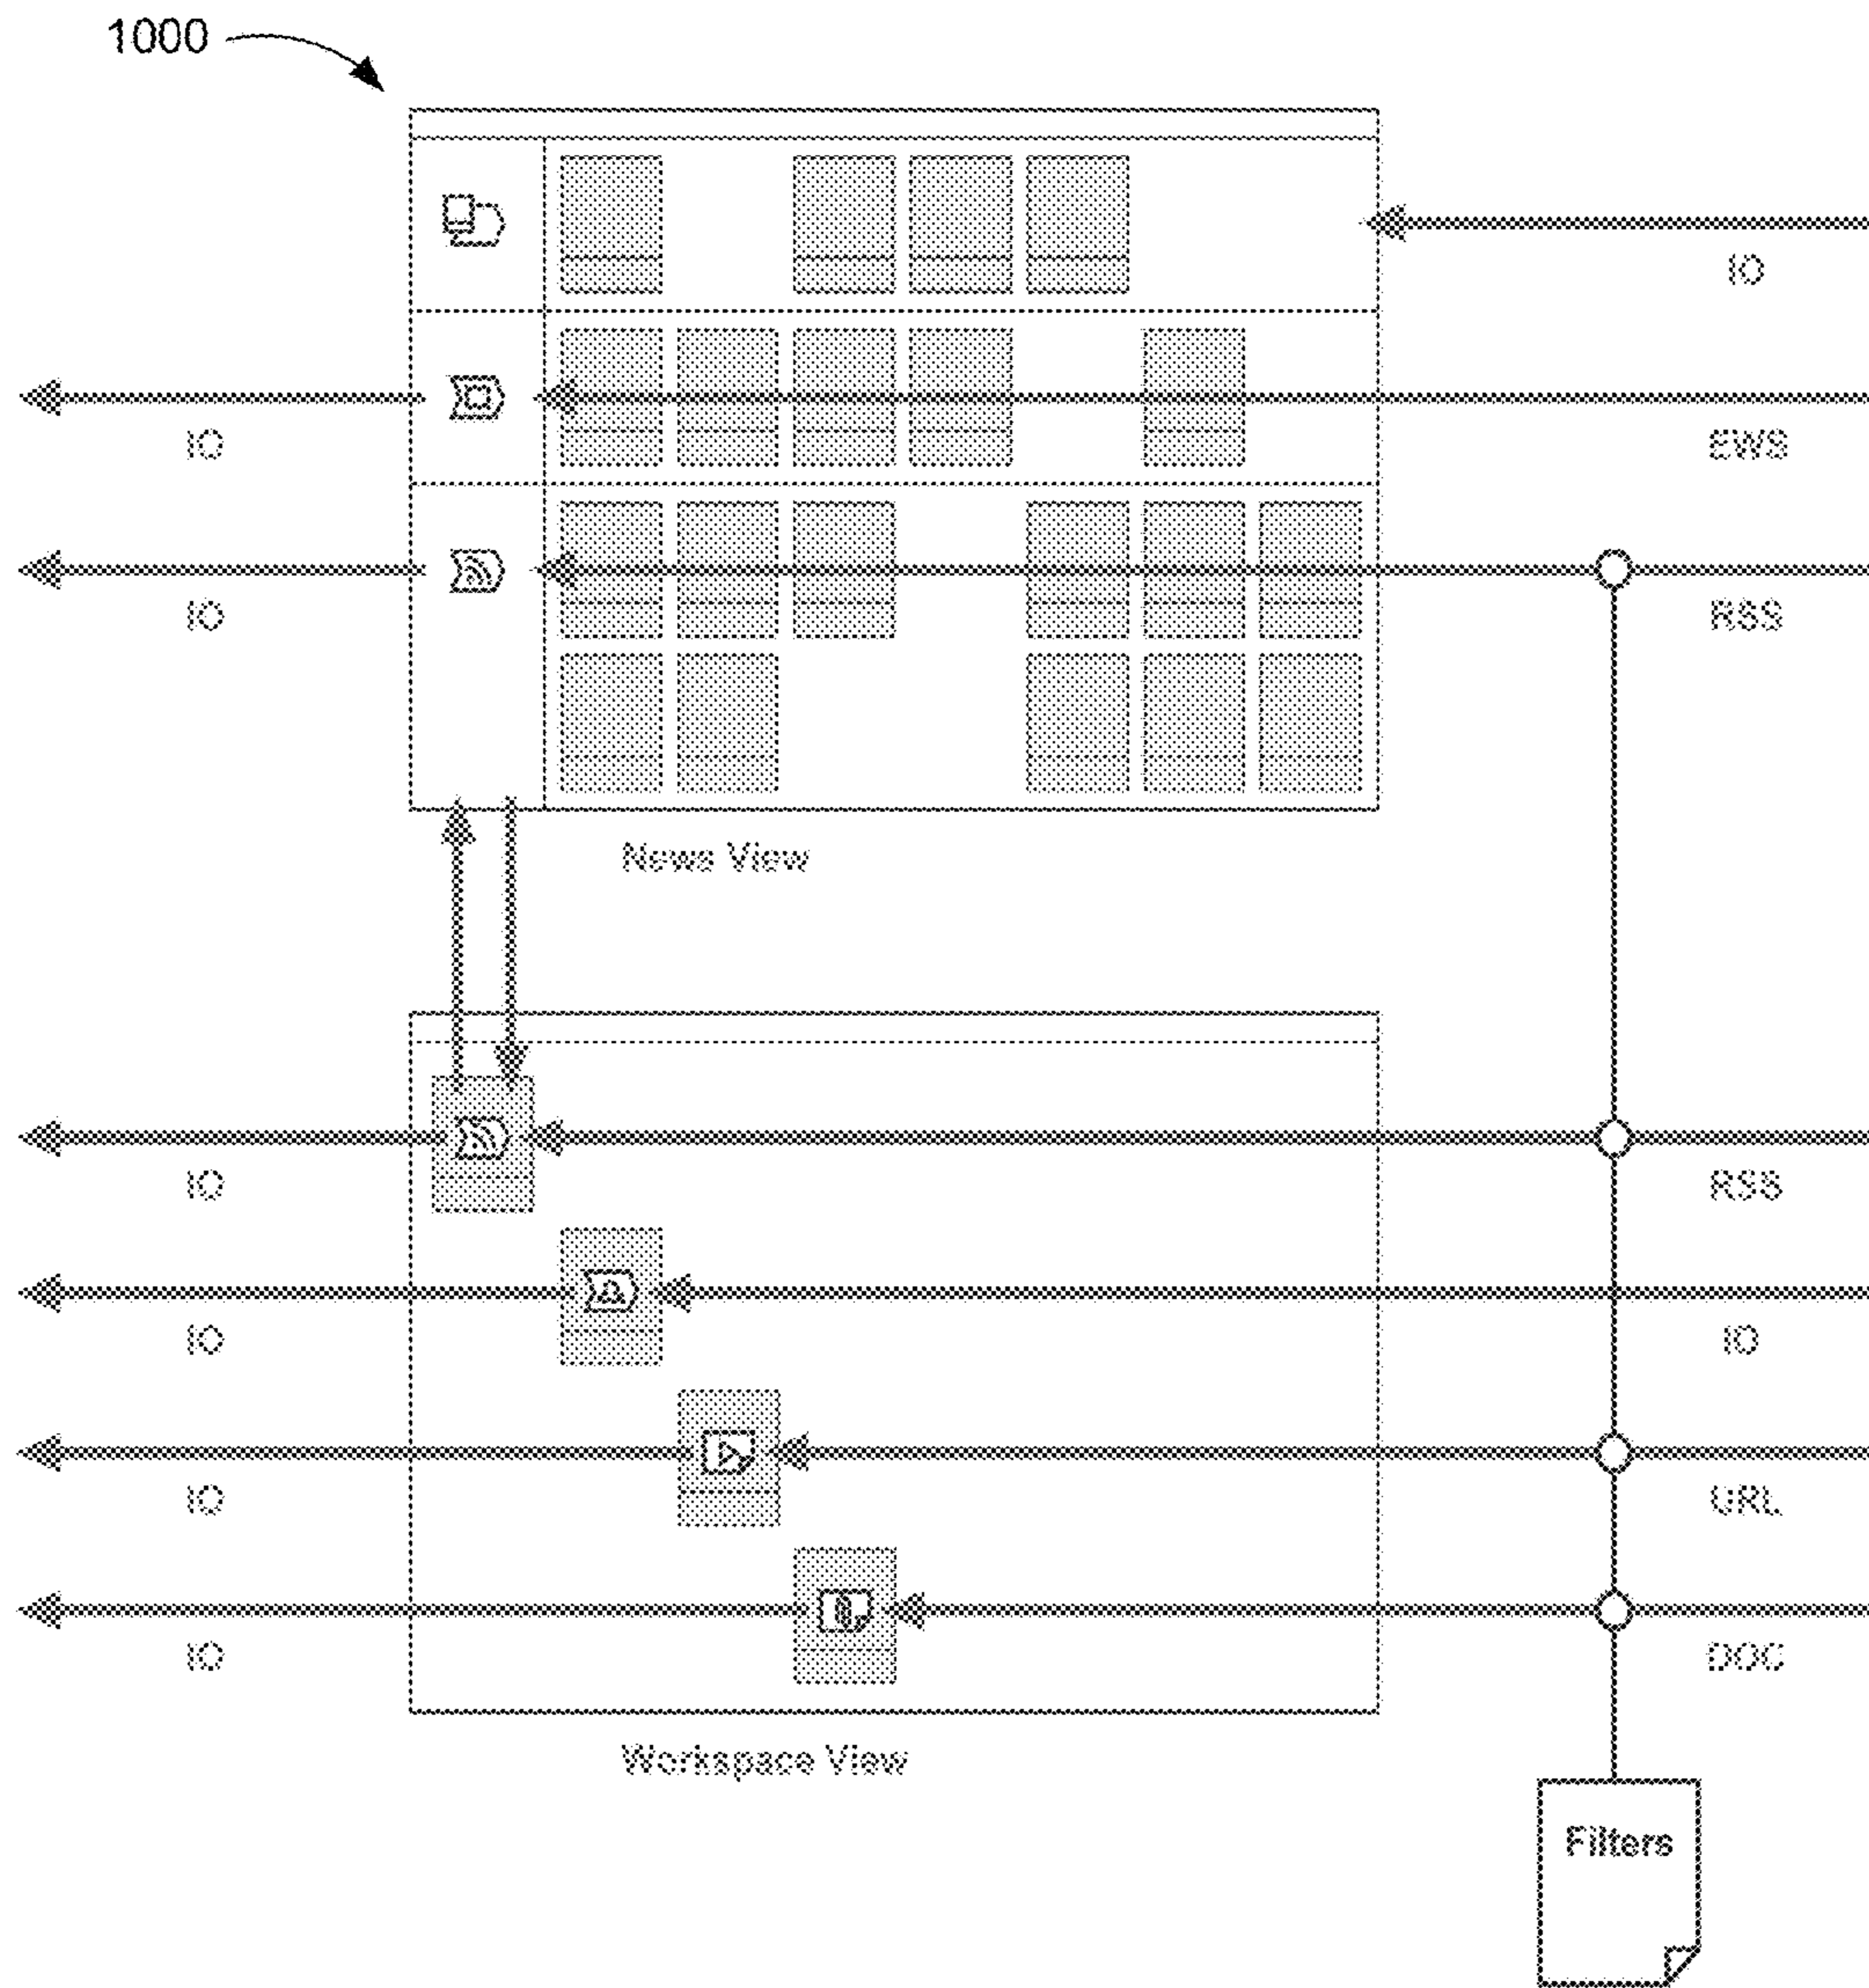 1000
IO
IO
EWS
IO
RSS
News View
IO
RSS
IO
IO
IO
URL
IO
DOC
Workspace View
Filters